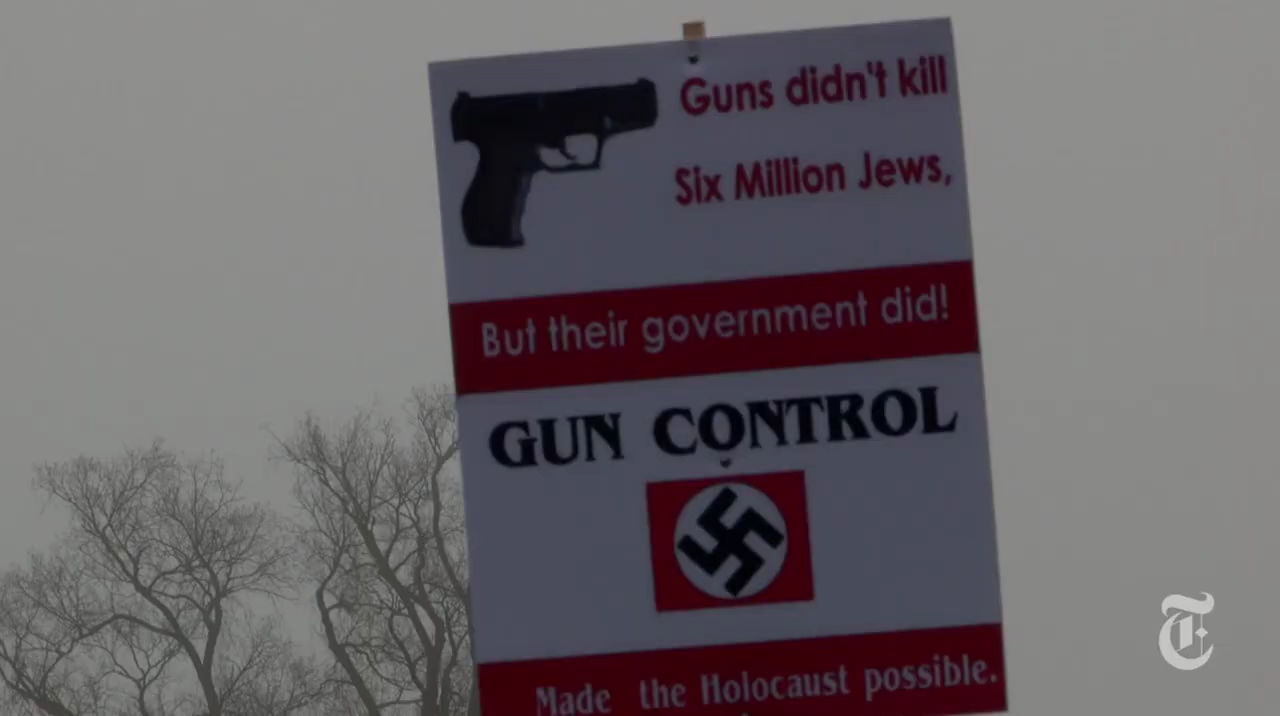 Guns didn't kill
Six Million Jews,
But their government did!
GUN CONTROL
Made the Holocaust possible.
T